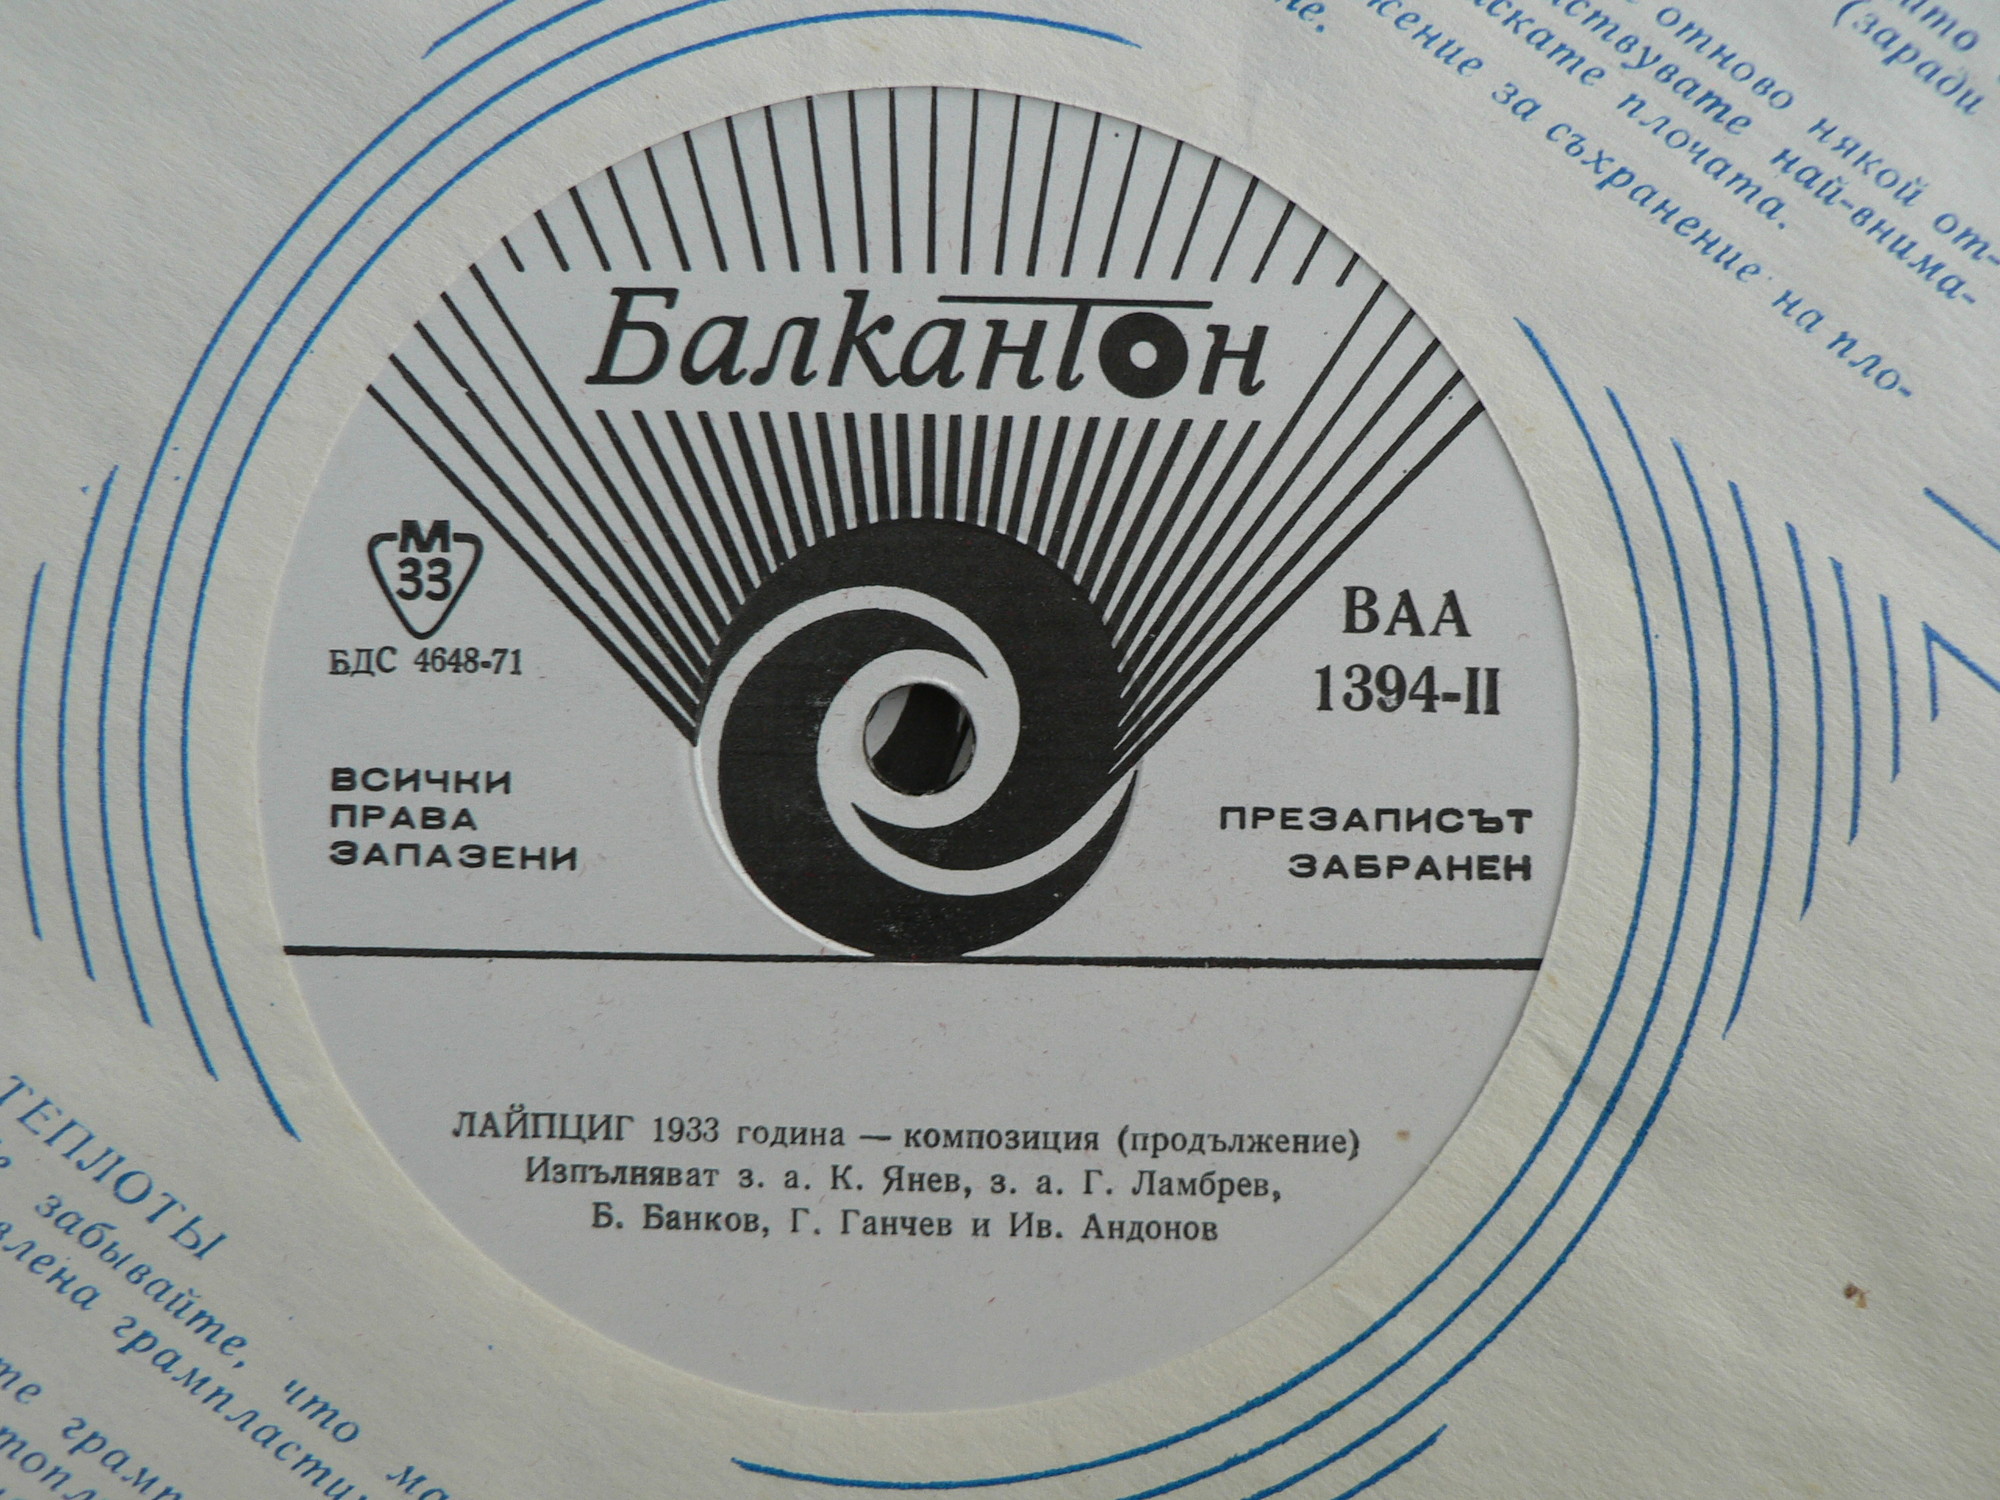 отново някой от-
ствувате най-внима-
скате плочата.
за съхранение на пло-
(заради
Балкантон
М
33
БДС 4648-71
ВАА
1394-II
ВСИЧКИ
ПРАВА
ЗАПАЗЕНИ
ПРЕЗАПИСЪТ
ЗАБРАНЕН
ЛАЙПЦИГ 1933 година — композиция (продължение)
Изпълняват з. а. К. Янев, з. а. Г. Ламбрев,
Б. Банков, Г. Ганчев и Ив. Андонов
ТЕПЛОТЫ
забывайте, что
грампласти
грамп